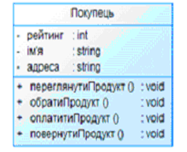 Покупець
- рейтинг : int
- ім'я : string
- адреса : string
+ переглянутиПродукт () : void
+ обратиПродукт () : void
+ оплатитиПродукт () : void
+ повернутиПродукт () : void